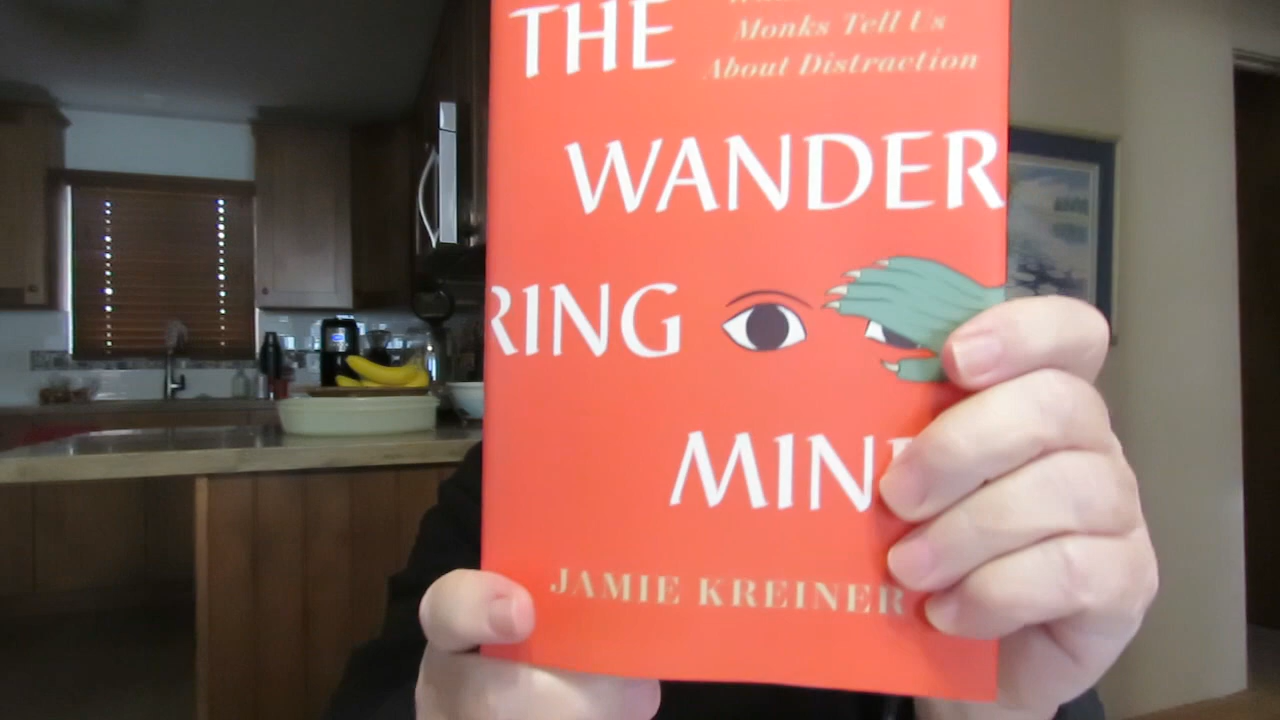 THE
Monks Tell Us
About Distraction
WANDER
RING
MIN
JAMIE KREINER